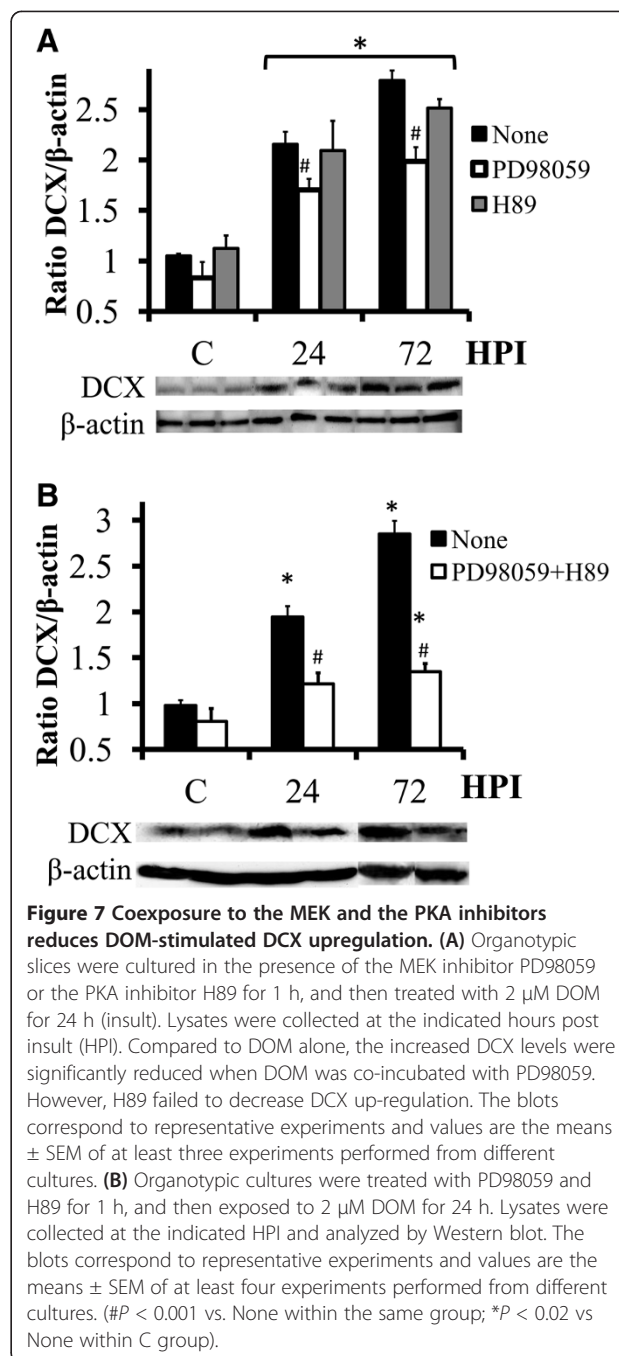 A
*
2.5
2
1.5
1
0.5
Ratio DCX/β-actin
# #
None
PD98059
H89
C 24 72 HPI
DCX
β-actin
B
3
2.5
2
1.5
1
0.5
Ratio DCX/β-actin
*
*
#
*
#
None
PD98059+H89
C 24 72 HPI
DCX
β-actin
Figure 7 Coexposure to the MEK and the PKA inhibitors
reduces DOM-stimulated DCX upregulation. (A) Organotypic
slices were cultured in the presence of the MEK inhibitor PD98059
or the PKA inhibitor H89 for 1 h, and then treated with 2 μM DOM
for 24 h (insult). Lysates were collected at the indicated hours post
insult (HPI). Compared to DOM alone, the increased DCX levels were
significantly reduced when DOM was co-incubated with PD98059.
However, H89 failed to decrease DCX up-regulation. The blots
correspond to representative experiments and values are the means
± SEM of at least three experiments performed from different
cultures. (B) Organotypic cultures were treated with PD98059 and
H89 for 1 h, and then exposed to 2 μM DOM for 24 h. Lysates were
collected at the indicated HPI and analyzed by Western blot. The
blots correspond to representative experiments and values are the
means ± SEM of at least four experiments performed from different
cultures. (#P < 0.001 vs. None within the same group; *P < 0.02 vs
None within C group).